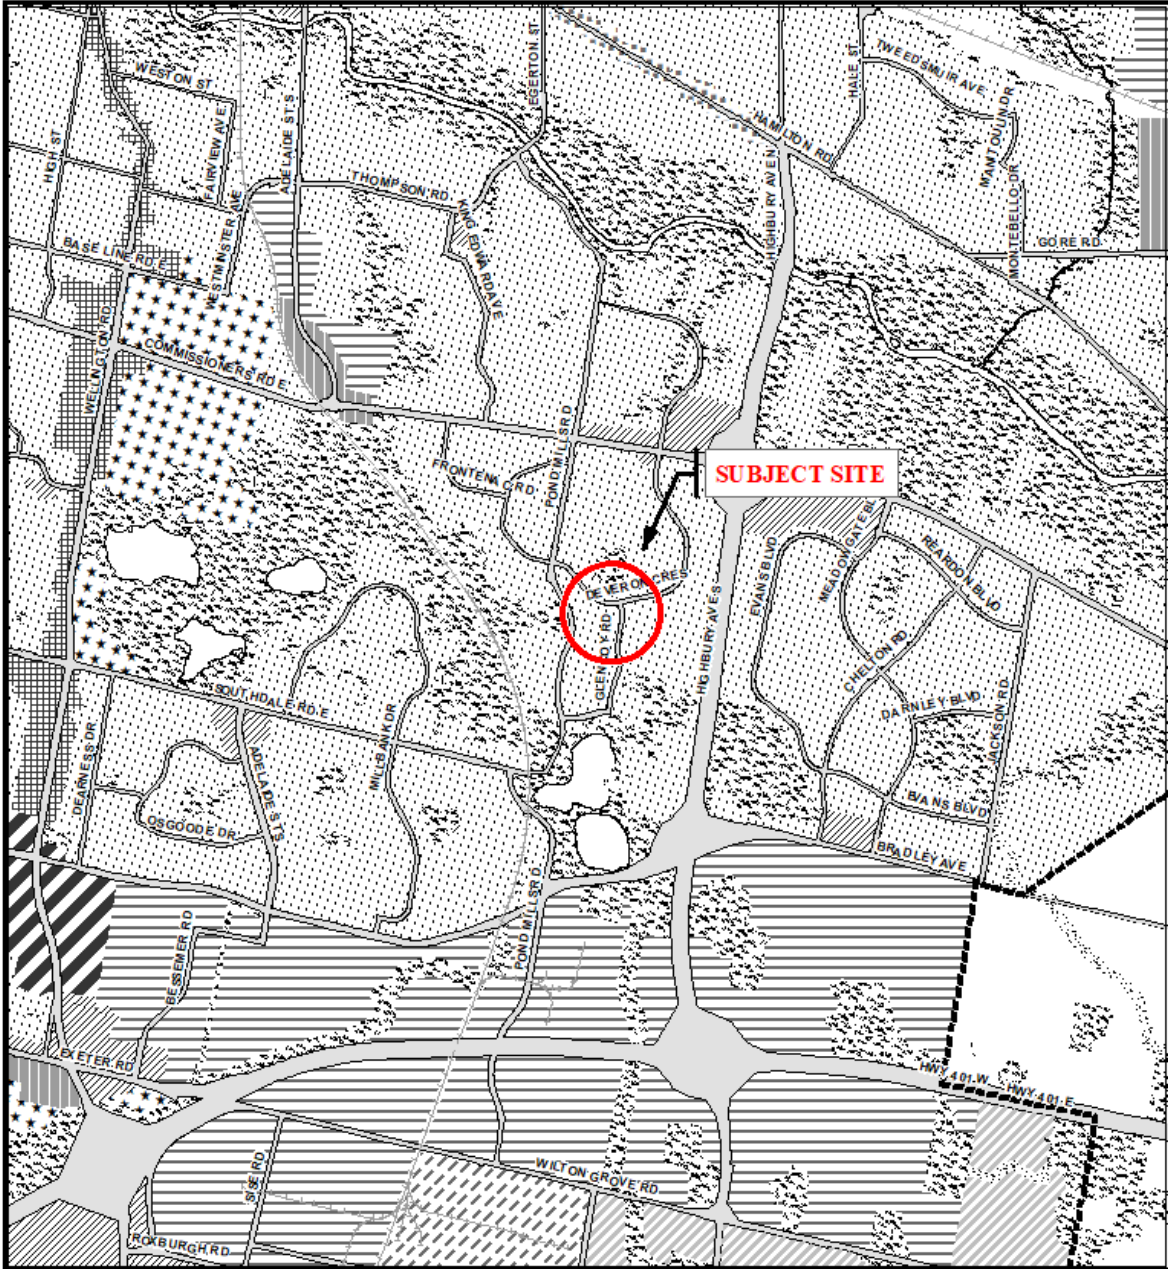 WESTON ST
EGERTON ST
HALE ST
TWEEDSMUIR AVE
FAIRVIEW AVE
ADELAIDE ST S
HIGH ST
HAMILTON RD
THOMPSON RD
HIGHBURY AVE N
MONTEBELLO DR
GORE RD
KING EDWARD AVE
BASE LINE RD E
WESTMINSTER AVE
WELLINGTON RD
COMMISSIONERS RD E
POND MILLS RD
FRONTENAC RD
SUBJECT SITE
MEADOWGATE BL
REARDON BLVD
EVANS BLVD
DEVERON CRES
HIGHBURY AVE S
CHELTON RD
DARNLEY BLVD
JACKSON RD
SOUTHDALE RD E
MILLBANK DR
DEARNESS DR
ADELAIDE ST S
OSGOODE DR
EVANS BLVD
BRADLEY AVE
POND MILLS RD
BESSEMER RD
EXETER RD
HWY 401 W
HWY 401 E
WILTON GROVE RD
ROXBURGH RD